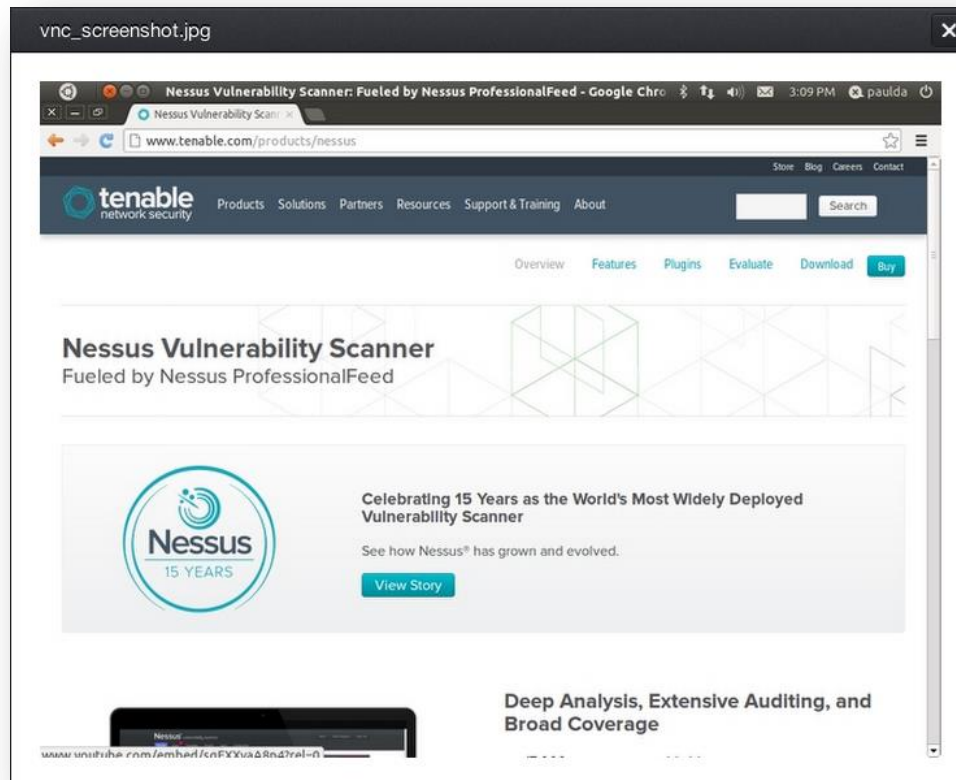 vnc_screenshot.jpg
Nessus Vulnerability Scanner: Fueled by Nessus ProfessionalFeed - Google Chro
3:09 PM
paulda
Nessus Vulnerability Scan
www.tenable.com/products/nessus
Store Blog Careers Contact
tenable
network security
Products Solutions Partners Resources Support & Training About
Search
Overview Features Plugins Evaluate Download Buy
Nessus Vulnerability Scanner
Fueled by Nessus ProfessionalFeed
Nessus
15 YEARS
Celebrating 15 Years as the World's Most Widely Deployed
Vulnerability Scanner
See how Nessus® has grown and evolved.
View Story
Deep Analysis, Extensive Auditing, and
Broad Coverage
Nessus